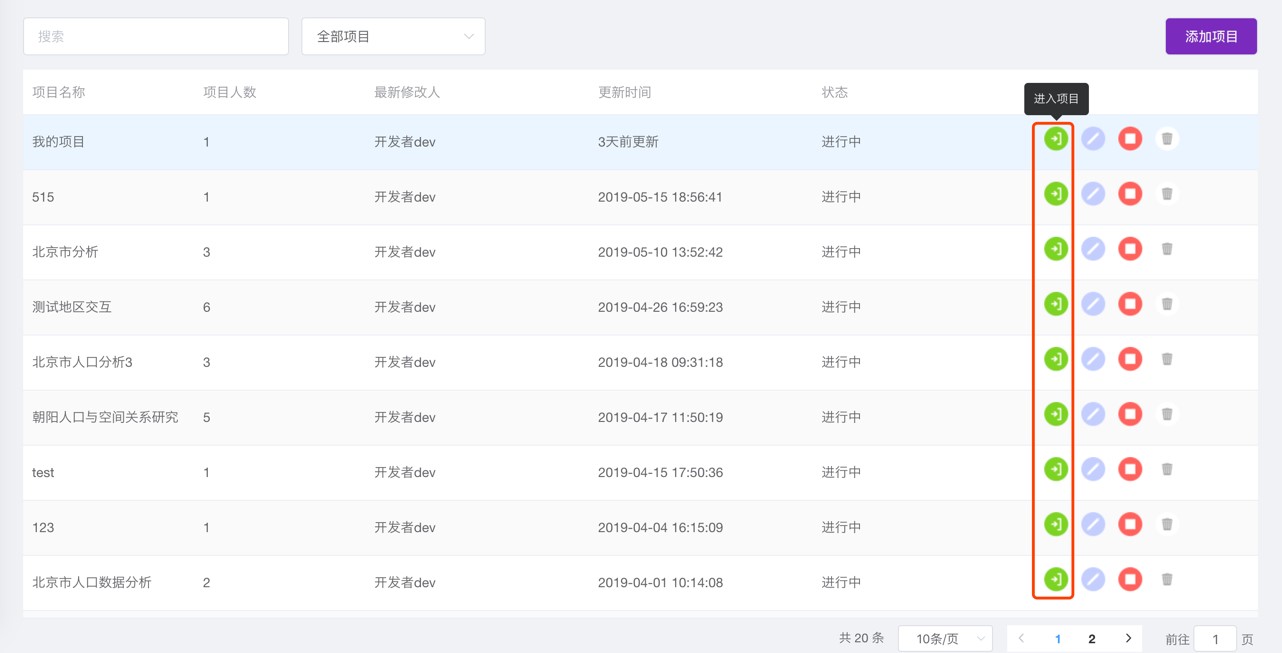 搜索 全部项目 添加项目
项目名称 项目人数 最新修改人 更新时间 状态
进入项目
我的项目 1 开发者dev 3天前更新 进行中
515 1 开发者dev 2019-05-15 18:56:41 进行中
北京市分析 3 开发者dev 2019-05-10 13:52:42 进行中
测试地区交互 6 开发者dev 2019-04-26 16:59:23 进行中
北京市人口分析3 3 开发者dev 2019-04-18 09:31:18 进行中
朝阳人口与空间关系研究 5 开发者dev 2019-04-17 11:50:19 进行中
test 1 开发者dev 2019-04-15 17:50:36 进行中
123 1 开发者dev 2019-04-04 16:15:09 进行中
北京市人口数据分析 2 开发者dev 2019-04-01 10:14:08 进行中
共 20 条 10条/页 1 2 前往 1 页